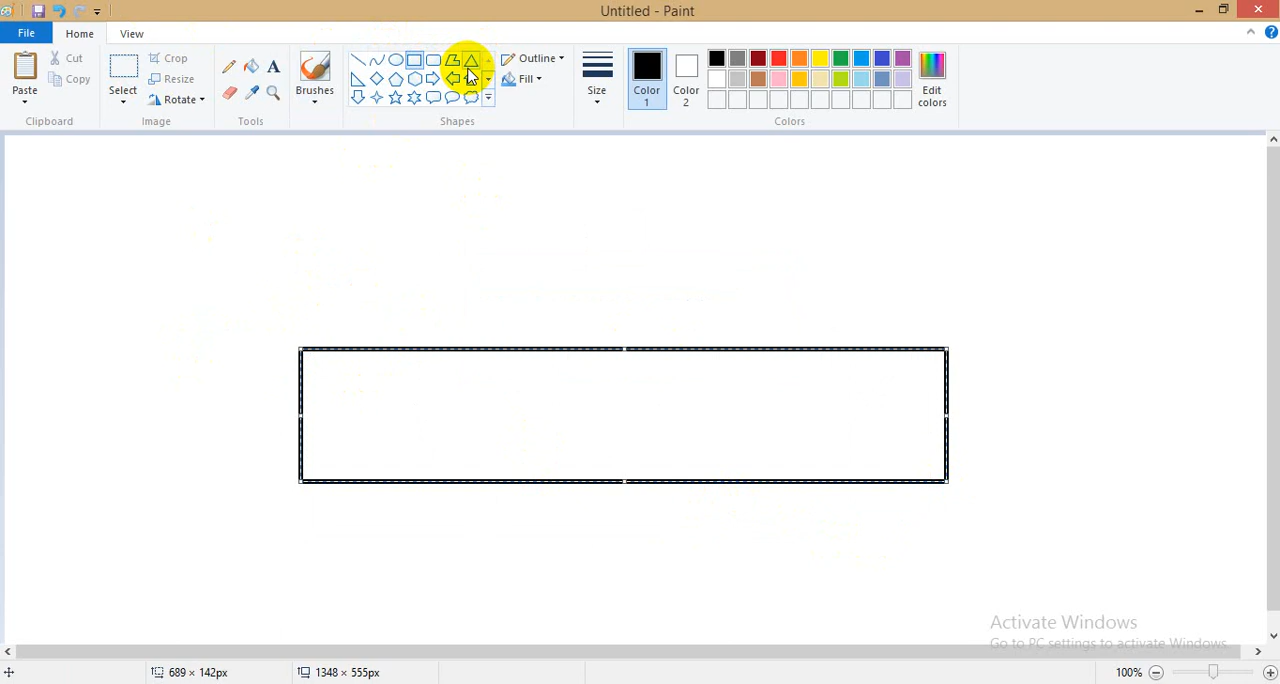 Untitled - Paint
File Home View
Paste
Cut
Copy
Clipboard
Select
Crop
Resize
Rotate
Image
Tools
Brushes
Outline
Fill
Shapes
Size
Color
1
Color
2
Edit
colors
Colors
Activate Windows
Go to PC settings to activate Windows.
689 × 142px
1348 × 555px
100%